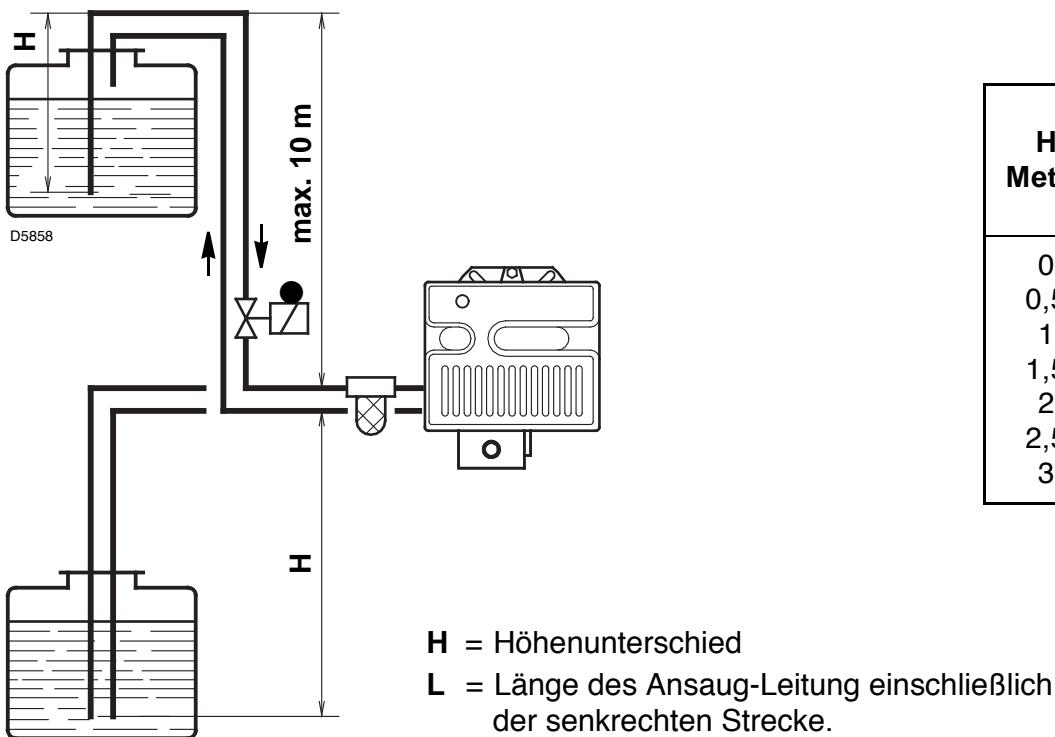 H
max. 10 m
D5858
H
H
Met
0
0,5
1
1,5
2
2,5
3
H = Höhenunterschied
L = Länge des Ansaug-Leitung einschließlich
der senkrechten Strecke.